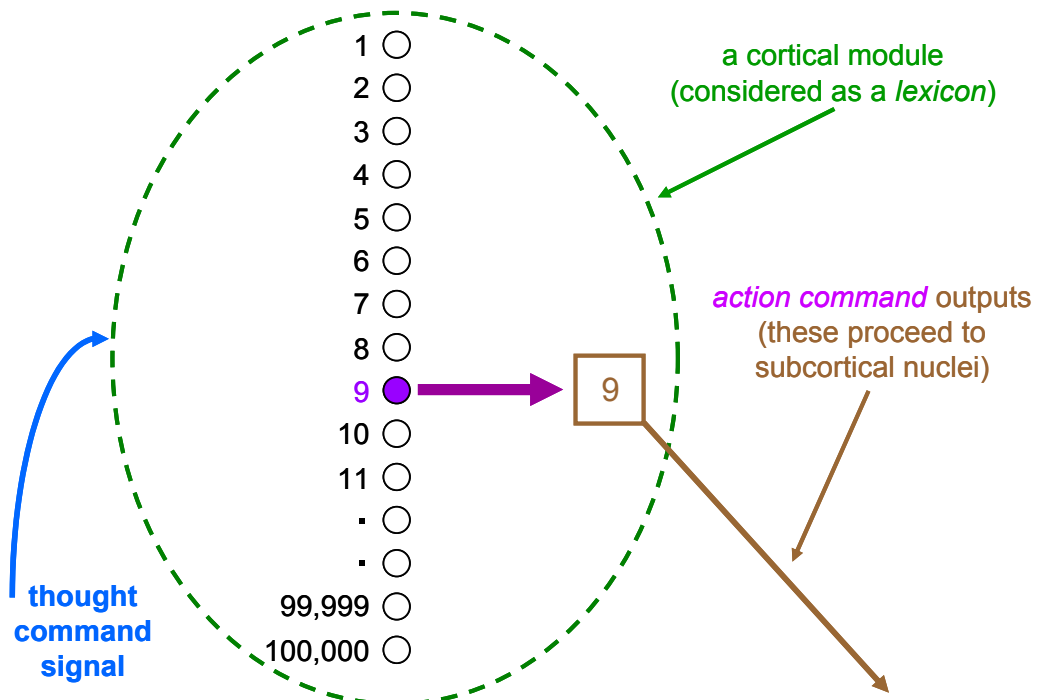 1
2
3
4
5
6
7
8
9
10
11
.
.
99,999
100,000
a cortical module
(considered as a lexicon)
action command outputs
(these proceed to
subcortical nuclei)
9
thought
command
signal